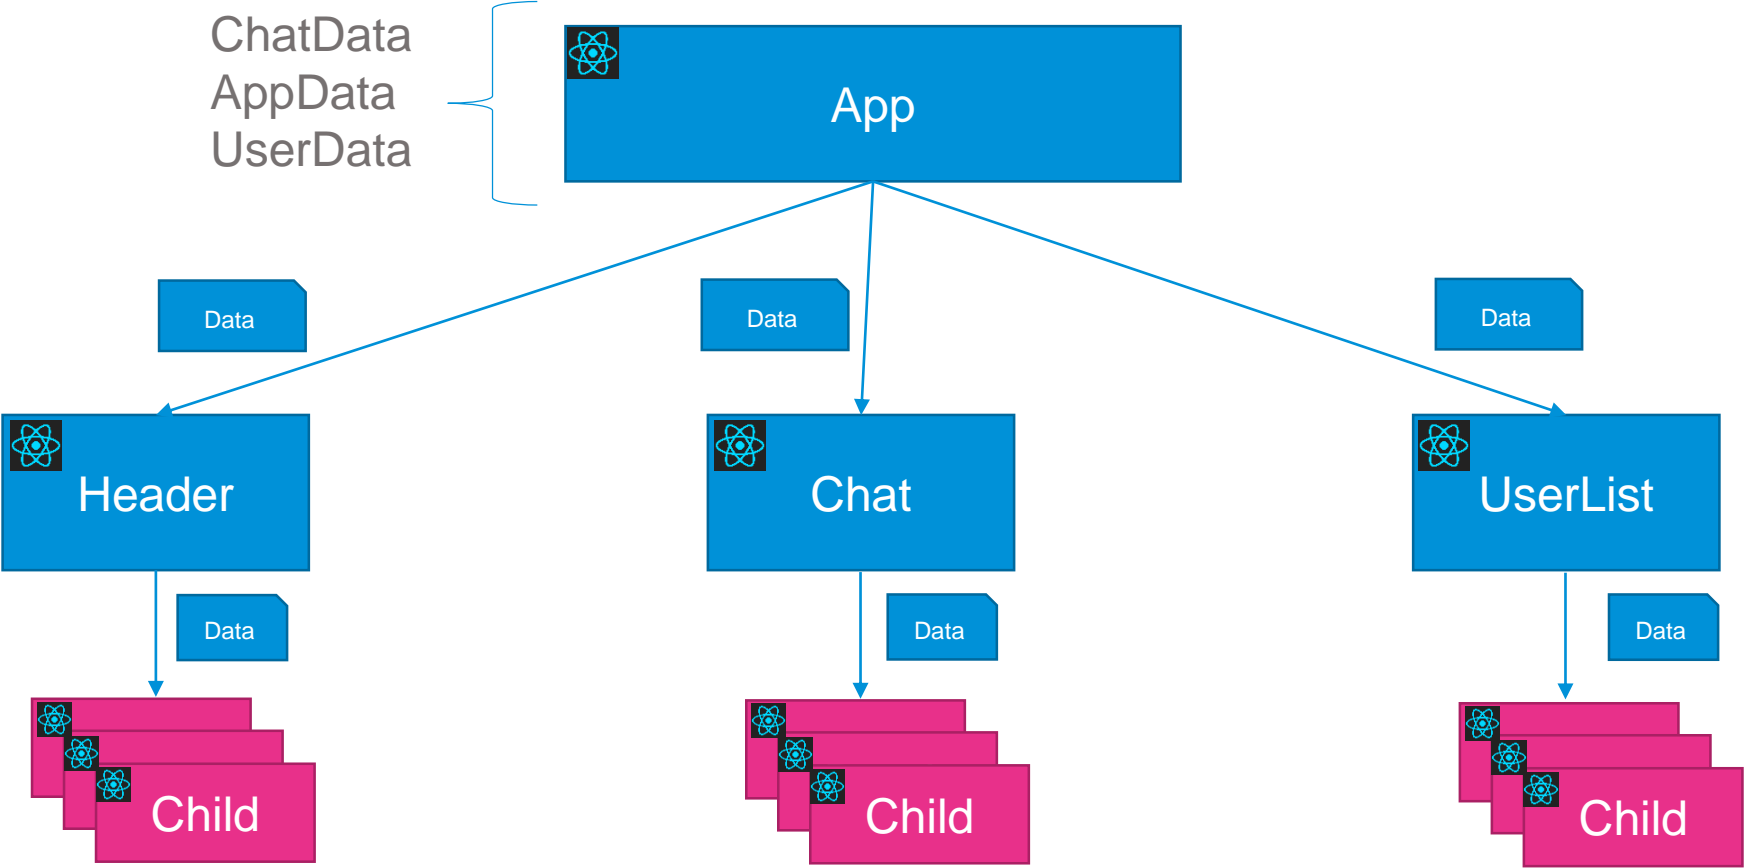 ChatData
AppData
UserData
App
Data
Data
Data
Header
Chat
UserList
Data
Data
Data
Child
Child
Child